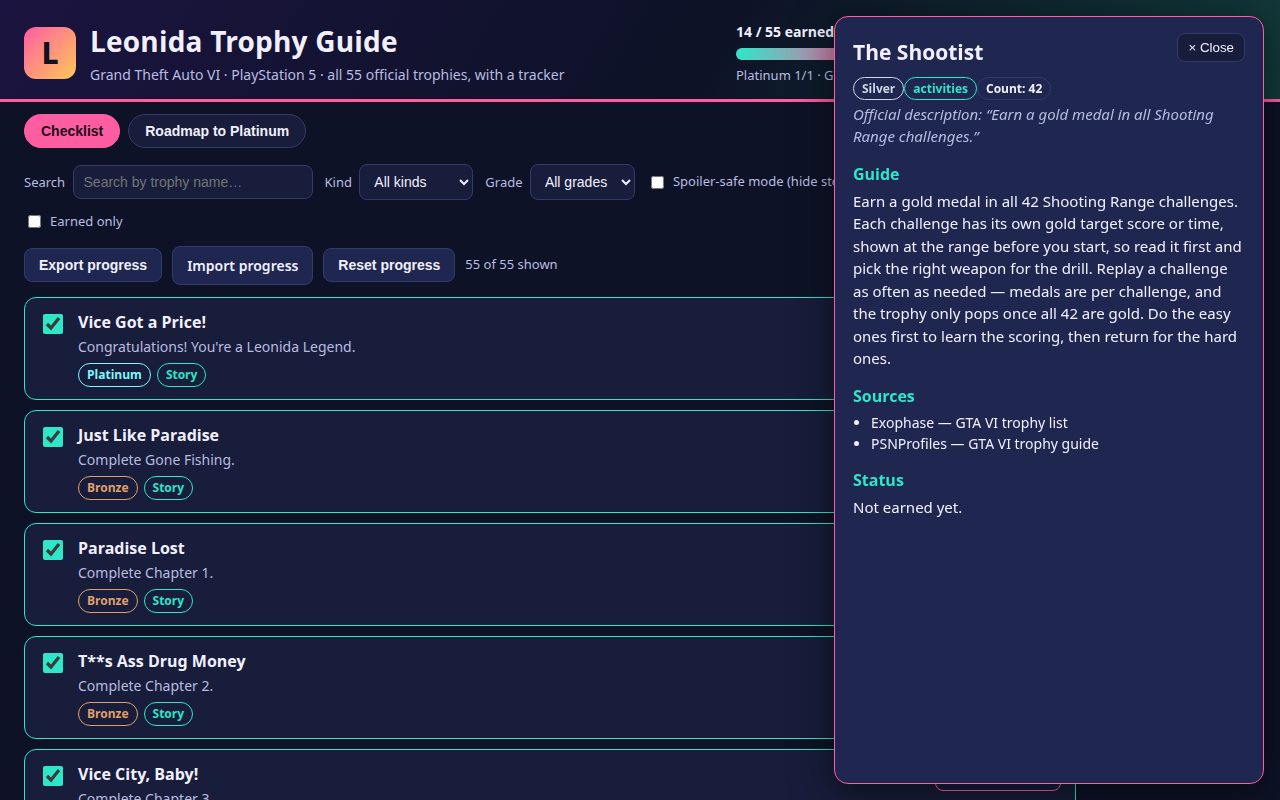 L
Leonida Trophy Guide
Grand Theft Auto VI · PlayStation 5 · all 55 official trophies, with a tracker
14 / 55 earned
Platinum 1/1 · G
Checklist
Roadmap to Platinum
Search
Search by trophy name…
Kind
All kinds
Grade
All grades
Spoiler-safe mode (hide
Earned only
Export progress
Import progress
Reset progress
55 of 55 shown
Vice Got a Price!
Congratulations! You're a Leonida Legend.
Platinum
Story
Just Like Paradise
Complete Gone Fishing.
Bronze
Story
Paradise Lost
Complete Chapter 1.
Bronze
Story
T**s Ass Drug Money
Complete Chapter 2.
Bronze
Story
Vice City, Baby!
Complete Chapter 3.
The Shootist
× Close
Silver
activities
Count: 42
Official description: “Earn a gold medal in all Shooting
Range challenges.”
Guide
Earn a gold medal in all 42 Shooting Range challenges.
Each challenge has its own gold target score or time,
shown at the range before you start, so read it first and
pick the right weapon for the drill. Replay a challenge
as often as needed — medals are per challenge, and
the trophy only pops once all 42 are gold. Do the easy
ones first to learn the scoring, then return for the hard
ones.
Sources
• Exophase — GTA VI trophy list
• PSNProfiles — GTA VI trophy guide
Status
Not earned yet.